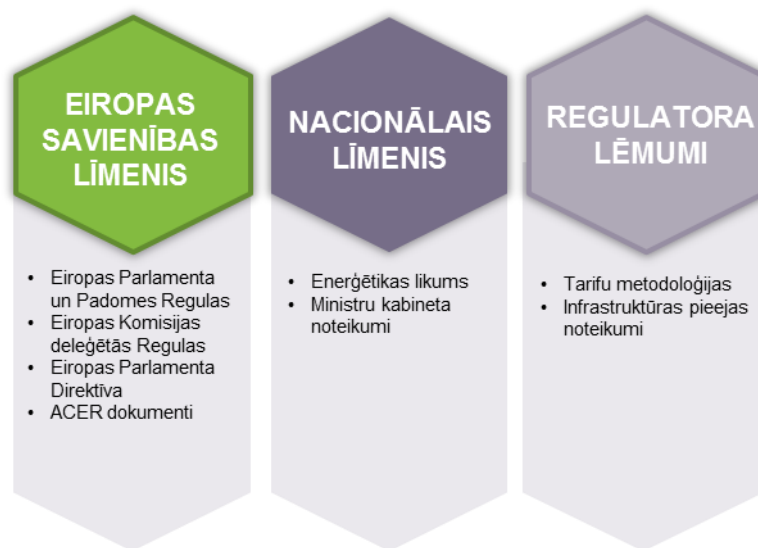 EIROPAS
SAVIENĪBAS
LĪMENIS
• Eiropas Parlamenta
un Padomes Regulas
• Eiropas Komisijas
deleģētās Regulas
• Eiropas Parlamenta
Direktīva
• ACER dokumenti
NACIONĀLAIS
LĪMENIS
• Enerģētikas likums
• Ministru kabineta
noteikumi
REGULATORA
LĒMUMI
• Tarifu metodoloģijas
• Infrastruktūras pieejas
noteikumi